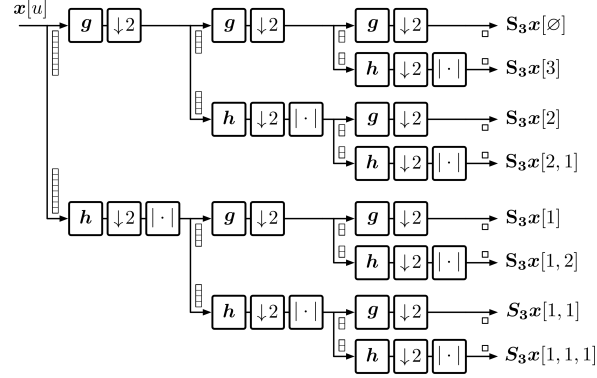 x[u]
g ↓2 g ↓2 g ↓2 S₃x[∅]
h ↓2 |·| S₃x[3]
h ↓2 |·| g ↓2 S₃x[2]
h ↓2 |·| S₃x[2, 1]
h ↓2 |·| g ↓2 g ↓2 S₃x[1]
h ↓2 |·| S₃x[1, 2]
h ↓2 |·| g ↓2 S₃x[1, 1]
h ↓2 |·| S₃x[1, 1, 1]